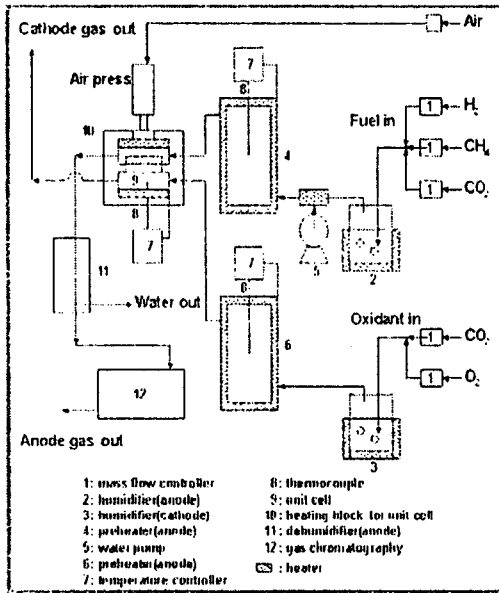 Cathode gas out
Air
Air press
7
8
H2
10
Fuel in
1
4
CH4
1
9
CO2
1
8
7
5
2
7
8
11
Water out
Oxidant in
6
CO2
1
12
O2
1
Anode gas out
3
1: mass flow controller
2: humidifier(anode)
3: humidifier(cathode)
4: preheater(anode)
5: water pump
6: preheater(anode)
7: temperature controller
8: thermocouple
9: unit cell
10: heating block for unit cell
11: dahumidifier(anode)
12: gas chromatography
: heater